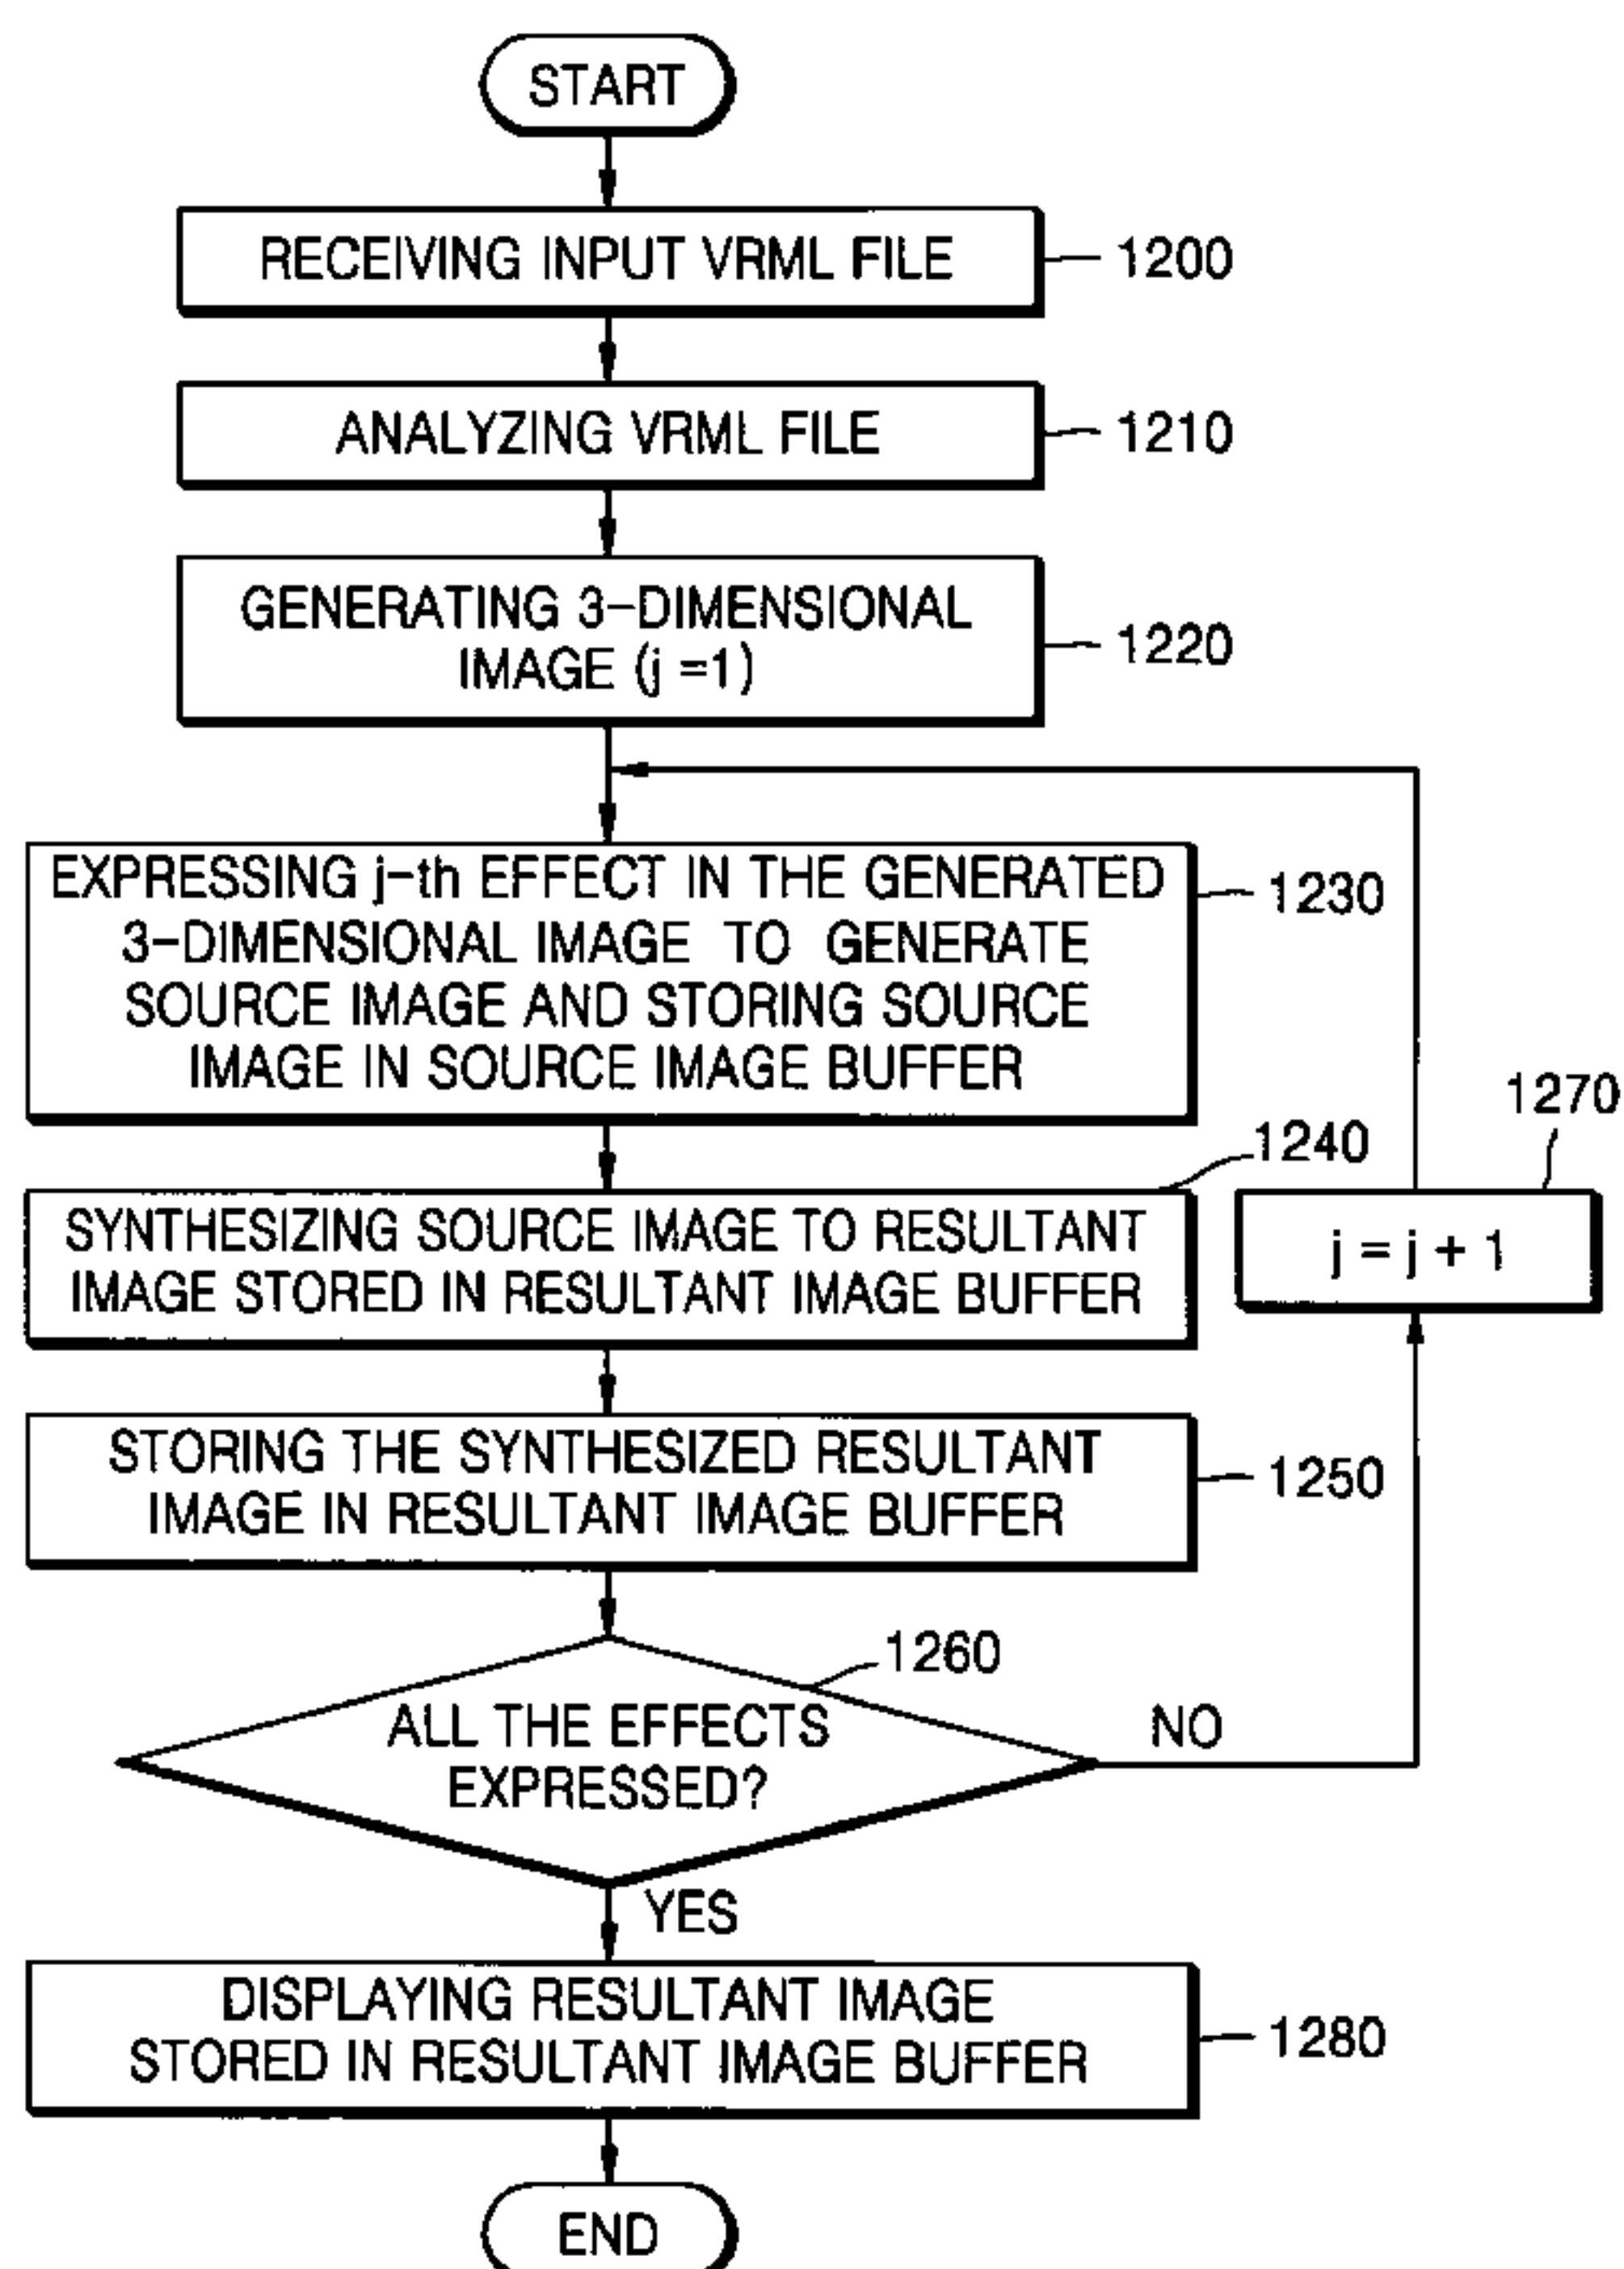 START
RECEIVING INPUT VRML FILE
1200
ANALYZING VRML FILE
1210
GENERATING 3-DIMENSIONAL
IMAGE (j =1)
1220
EXPRESSING j-th EFFECT IN THE GENERATED
3-DIMENSIONAL IMAGE TO GENERATE
SOURCE IMAGE AND STORING SOURCE
IMAGE IN SOURCE IMAGE BUFFER
1230
1240
SYNTHESIZING SOURCE IMAGE TO RESULTANT
IMAGE STORED IN RESULTANT IMAGE BUFFER
1270
j = j + 1
STORING THE SYNTHESIZED RESULTANT
IMAGE IN RESULTANT IMAGE BUFFER
1250
1260
ALL THE EFFECTS
EXPRESSED?
NO
YES
DISPLAYING RESULTANT IMAGE
STORED IN RESULTANT IMAGE BUFFER
1280
END